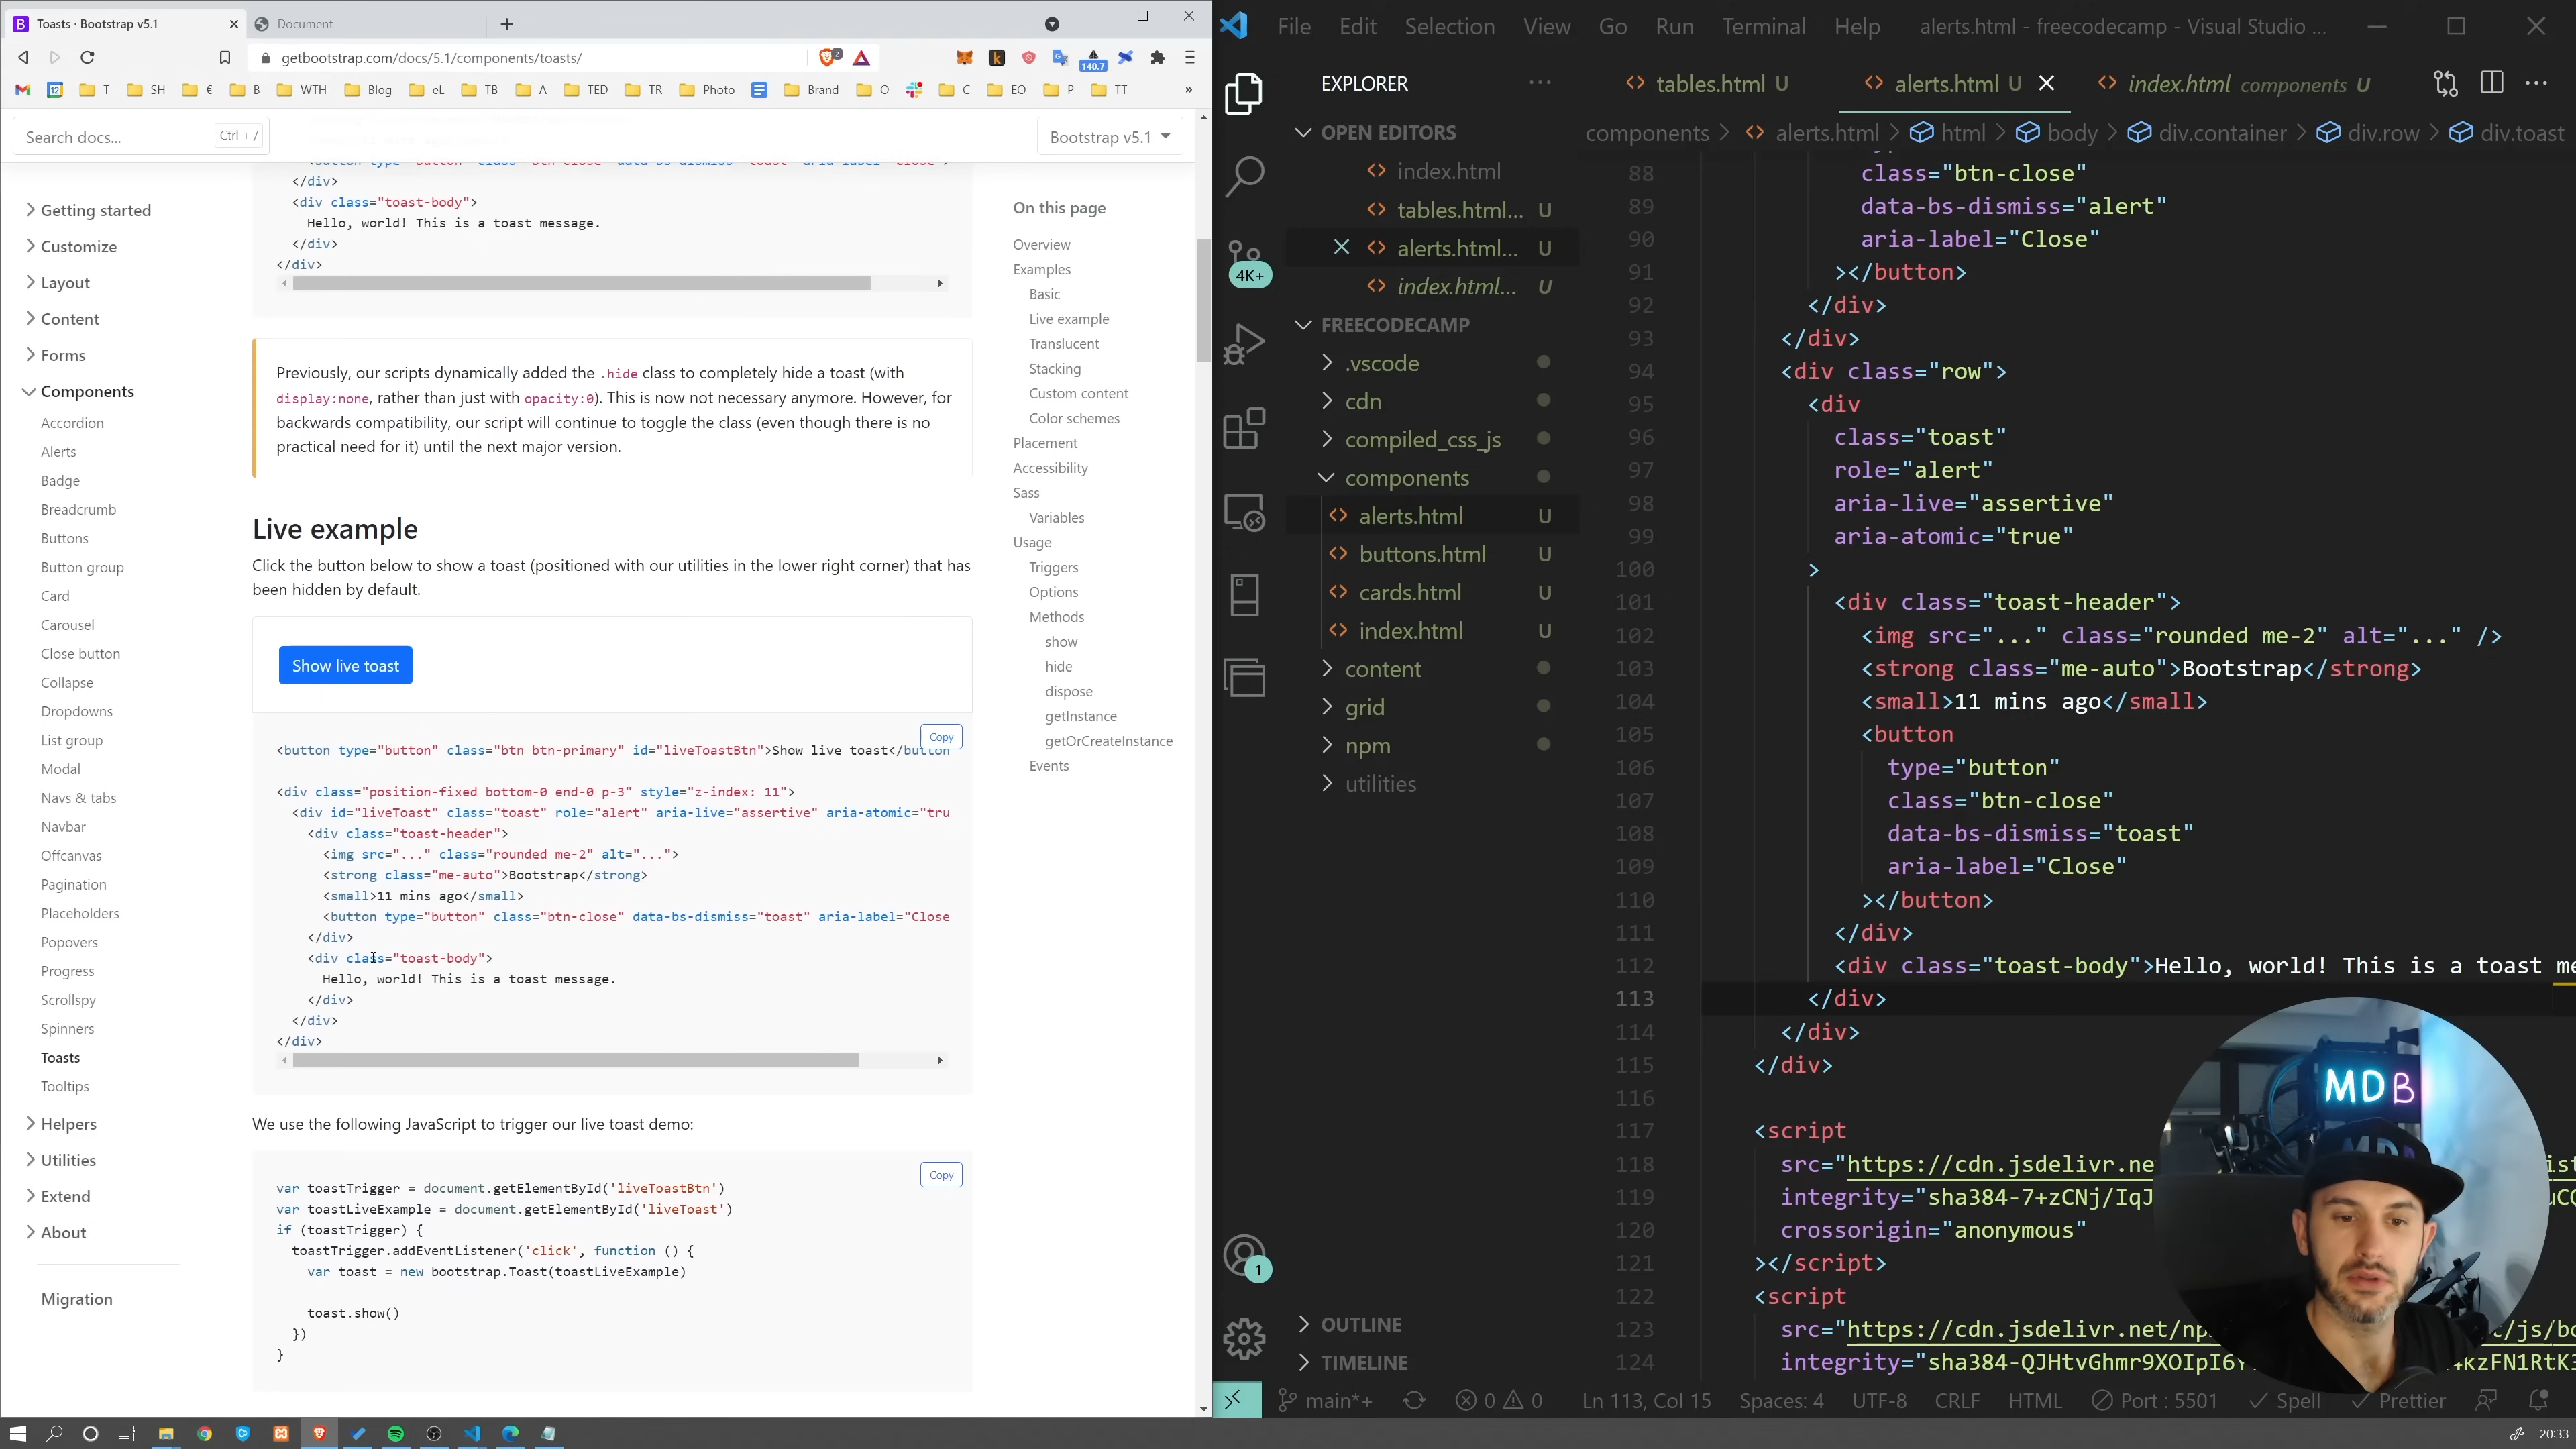 Toasts · Bootstrap v5.1
Document
getbootstrap.com/docs/5.1/components/toasts/
2
140.7
12
T
SH
€
B
WTH
Blog
eL
TB
A
TED
TR
Photo
Brand
O
C
EO
P
TT
»
Search docs...
Ctrl + /
Bootstrap v5.1
Getting started
Customize
Layout
Content
Forms
Components
Accordion
Alerts
Badge
Breadcrumb
Buttons
Button group
Card
Carousel
Close button
Collapse
Dropdowns
List group
Modal
Navs & tabs
Navbar
Offcanvas
Pagination
Placeholders
Popovers
Progress
Scrollspy
Spinners
Toasts
Tooltips
Helpers
Utilities
Extend
About
Migration
</div>
<div class="toast-body">
Hello, world! This is a toast message.
</div>
</div>
Previously, our scripts dynamically added the .hide class to completely hide a toast (with
display:none, rather than just with opacity:0). This is now not necessary anymore. However, for
backwards compatibility, our script will continue to toggle the class (even though there is no
practical need for it) until the next major version.
Live example
Click the button below to show a toast (positioned with our utilities in the lower right corner) that has
been hidden by default.
Show live toast
Copy
<button type="button" class="btn btn-primary" id="liveToastBtn">Show live toast</button
<div class="position-fixed bottom-0 end-0 p-3" style="z-index: 11">
<div id="liveToast" class="toast" role="alert" aria-live="assertive" aria-atomic="tru
<div class="toast-header">
<img src="..." class="rounded me-2" alt="...">
<strong class="me-auto">Bootstrap</strong>
<small>11 mins ago</small>
<button type="button" class="btn-close" data-bs-dismiss="toast" aria-label="Close
</div>
<div class="toast-body">
Hello, world! This is a toast message.
</div>
</div>
</div>
We use the following JavaScript to trigger our live toast demo:
Copy
var toastTrigger = document.getElementById('liveToastBtn')
var toastLiveExample = document.getElementById('liveToast')
if (toastTrigger) {
toastTrigger.addEventListener('click', function () {
var toast = new bootstrap.Toast(toastLiveExample)
toast.show()
})
}
On this page
Overview
Examples
Basic
Live example
Translucent
Stacking
Custom content
Color schemes
Placement
Accessibility
Sass
Variables
Usage
Triggers
Options
Methods
show
hide
dispose
getInstance
getOrCreateInstance
Events
File Edit Selection View Go Run Terminal Help
alerts.html - freecodecamp - Visual Studio ...
EXPLORER
OPEN EDITORS
index.html
tables.html... U
alerts.html... U
index.html... U
FREECODECAMP
.vscode
cdn
compiled_css_js
components
alerts.html U
buttons.html U
cards.html U
index.html U
content
grid
npm
utilities
OUTLINE
TIMELINE
4K+
1
tables.html U
alerts.html U
index.html components U
components > alerts.html > html > body > div.container > div.row > div.toast
88 class="btn-close"
89 data-bs-dismiss="alert"
90 aria-label="Close"
91 ></button>
92 </div>
93 </div>
94 <div class="row">
95 <div
96 class="toast"
97 role="alert"
98 aria-live="assertive"
99 aria-atomic="true"
100 >
101 <div class="toast-header">
102 <img src="..." class="rounded me-2" alt="..." />
103 <strong class="me-auto">Bootstrap</strong>
104 <small>11 mins ago</small>
105 <button
106 type="button"
107 class="btn-close"
108 data-bs-dismiss="toast"
109 aria-label="Close"
110 ></button>
111 </div>
112 <div class="toast-body">Hello, world! This is a toast me
113 </div>
114 </div>
115 </div>
116
117 <script
118 src="https://cdn.jsdelivr.ne
119 integrity="sha384-7+zCNj/IqJ
120 crossorigin="anonymous"
121 ></script>
122 <script
123 src="https://cdn.jsdelivr.net/np
124 integrity="sha384-QJHtvGhmr9XOIpI6Y
MDB
main*+
0 0
Ln 113, Col 15
Spaces: 4
UTF-8
CRLF
HTML
Port : 5501
Spell
Prettier
20:33